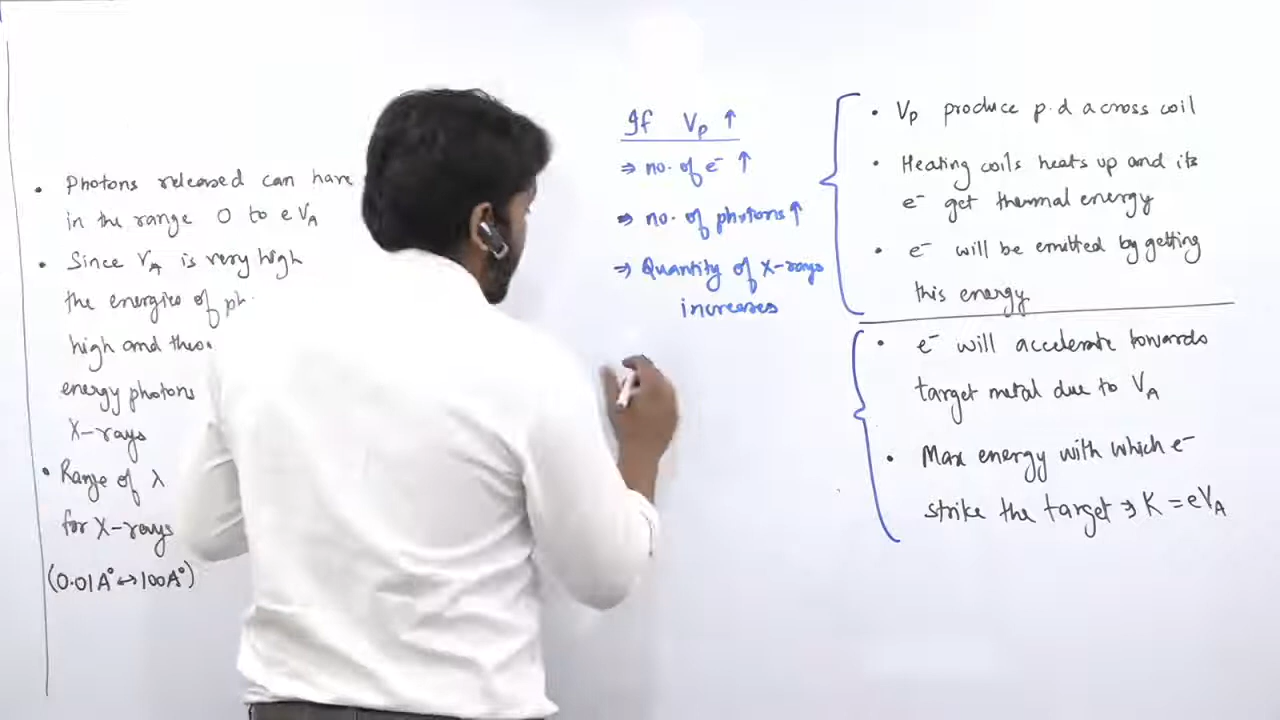 • Photons released can have
in the range 0 to eV_A
• Since V_A is very high
the energies of ph
high and
energy photons
X-rays
• Range of λ
for X-rays
(0.01A° ↔ 100A°)
If V_P ↑
⇒ no. of e⁻ ↑
⇒ no. of photons ↑
⇒ Quantity of X-rays
increases
• V_P produce p.d across coil
• Heating coils heats up and its
e⁻ get thermal energy
• e⁻ will be emitted by getting
this energy
• e⁻ will accelerate towards
target metal due to V_A
• Max energy with which e⁻
strike the target ⇒ K = eV_A